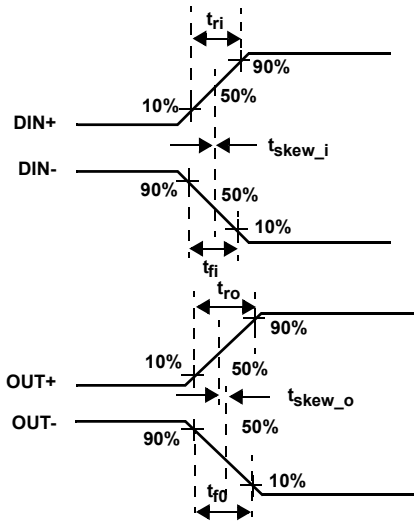 tri
90%
10%
50%
DIN+
tskew_i
DIN-
90%
50%
10%
tfi
tro
90%
10%
50%
OUT+
tskew_o
OUT-
90%
50%
10%
tf0